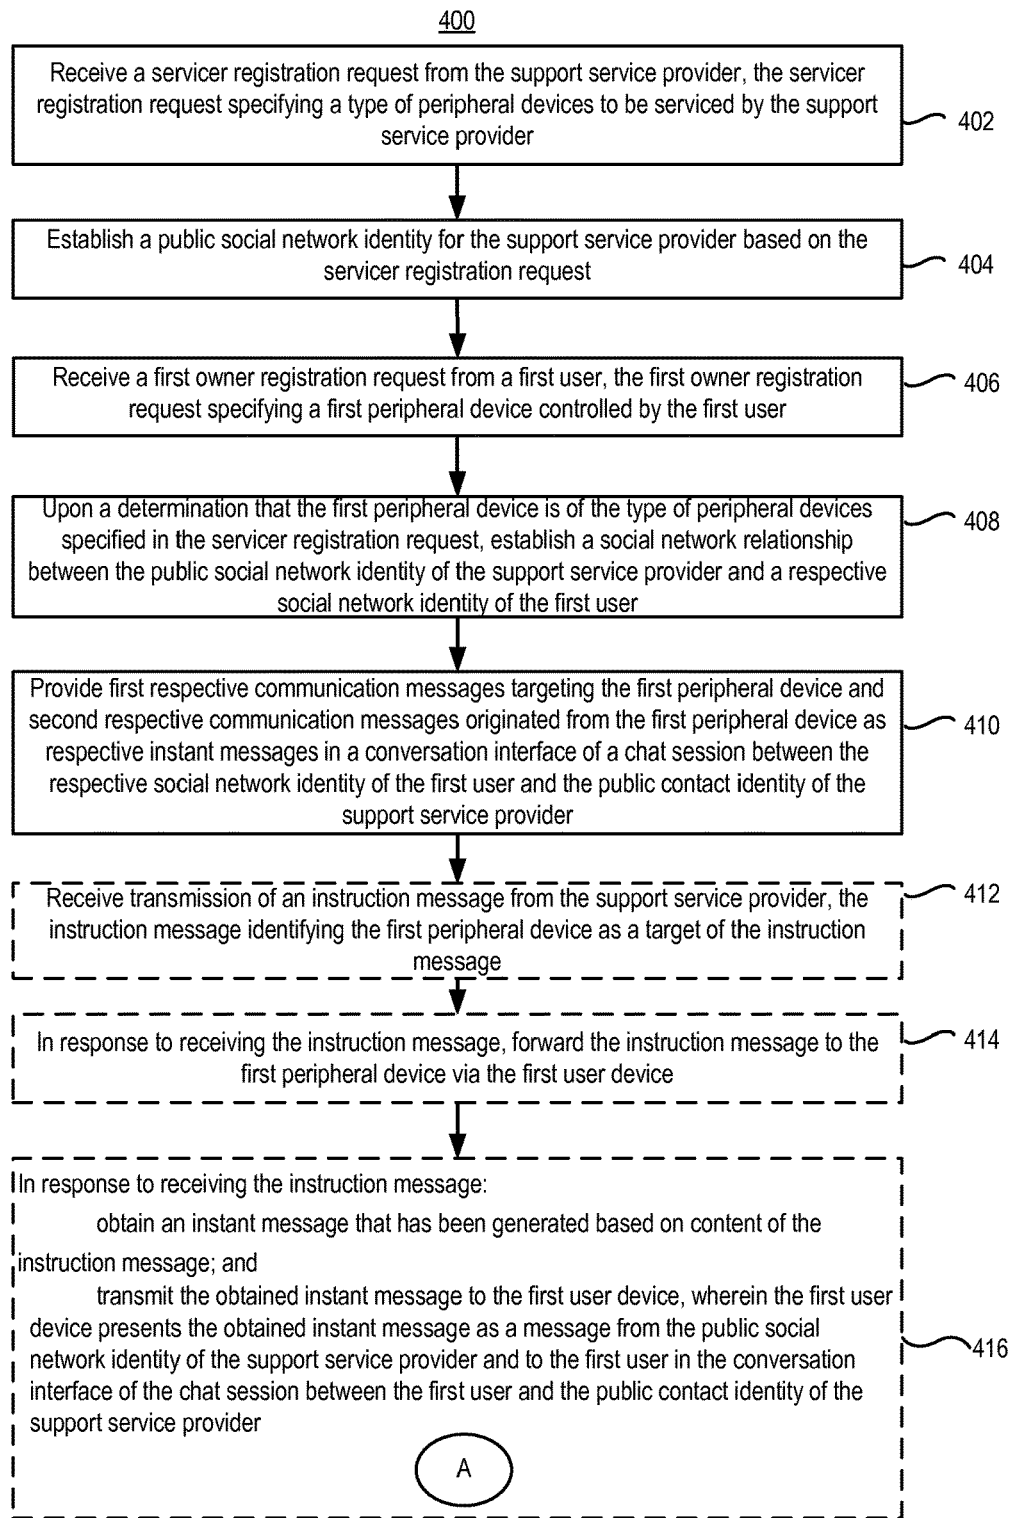 400
Receive a servicer registration request from the support service provider, the servicer
registration request specifying a type of peripheral devices to be serviced by the support
service provider
402
Establish a public social network identity for the support service provider based on the
servicer registration request
404
Receive a first owner registration request from a first user, the first owner registration
request specifying a first peripheral device controlled by the first user
406
Upon a determination that the first peripheral device is of the type of peripheral devices
specified in the servicer registration request, establish a social network relationship
between the public social network identity of the support service provider and a respective
social network identity of the first user
408
Provide first respective communication messages targeting the first peripheral device and
second respective communication messages originated from the first peripheral device as
respective instant messages in a conversation interface of a chat session between the
respective social network identity of the first user and the public contact identity of the
support service provider
410
Receive transmission of an instruction message from the support service provider, the
instruction message identifying the first peripheral device as a target of the instruction
message
412
In response to receiving the instruction message, forward the instruction message to the
first peripheral device via the first user device
414
In response to receiving the instruction message:
obtain an instant message that has been generated based on content of the
instruction message; and
transmit the obtained instant message to the first user device, wherein the first user
device presents the obtained instant message as a message from the public social
network identity of the support service provider and to the first user in the conversation
interface of the chat session between the first user and the public contact identity of the
support service provider
416
A